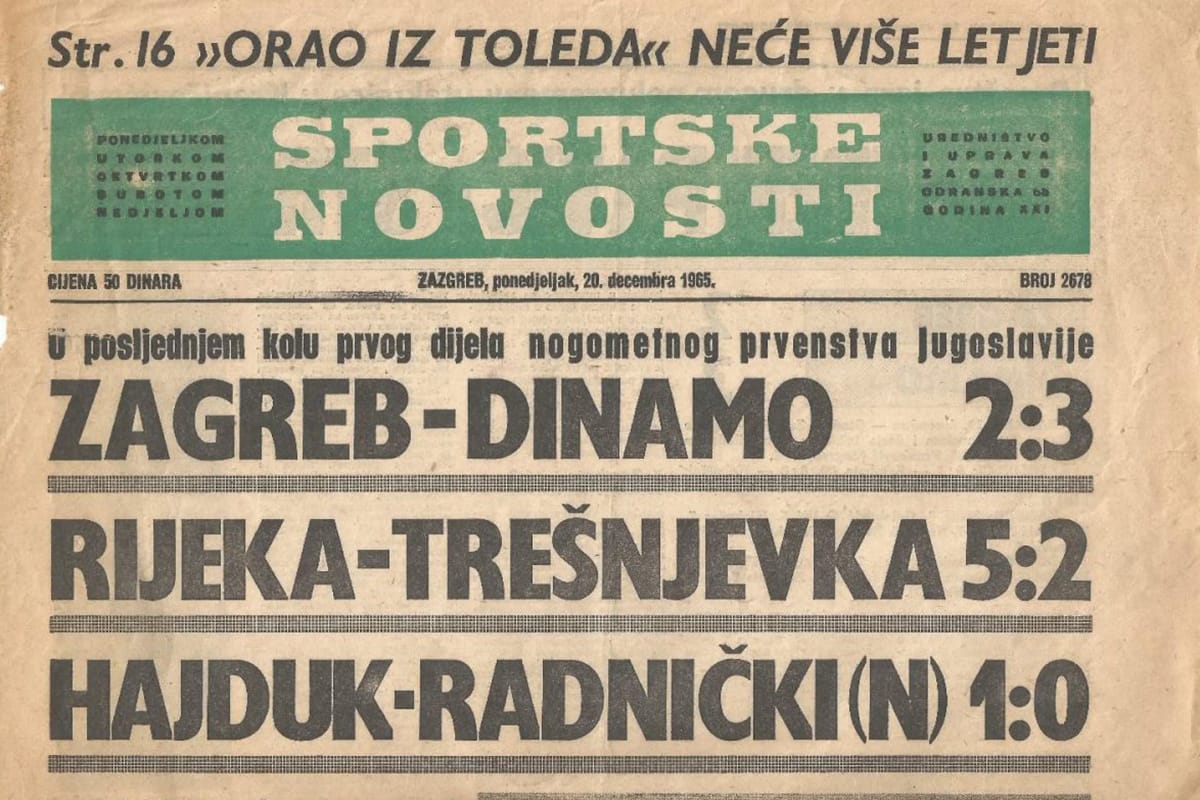 Str. 16 »ORAO IZ TOLEDA« NEĆE VIŠE LETJETI
PONEDJELJKOM
UTORKOM
ČETVRTKOM
SUBOTOM
NEDJELJOM
SPORTSKE
NOVOSTI
UREDNIŠTVO
I UPRAVA
ZAGREB
ODRANSKA bb
GODINA XXI
CIJENA 50 DINARA
ZAZGREB, ponedjeljak, 20. decembra 1965.
BROJ 2678
U posljednjem kolu prvog dijela nogometnog prvenstva Jugoslavije
ZAGREB-DINAMO 2:3
RIJEKA-TREŠNJEVKA 5:2
HAJDUK-RADNIČKI (N) 1:0